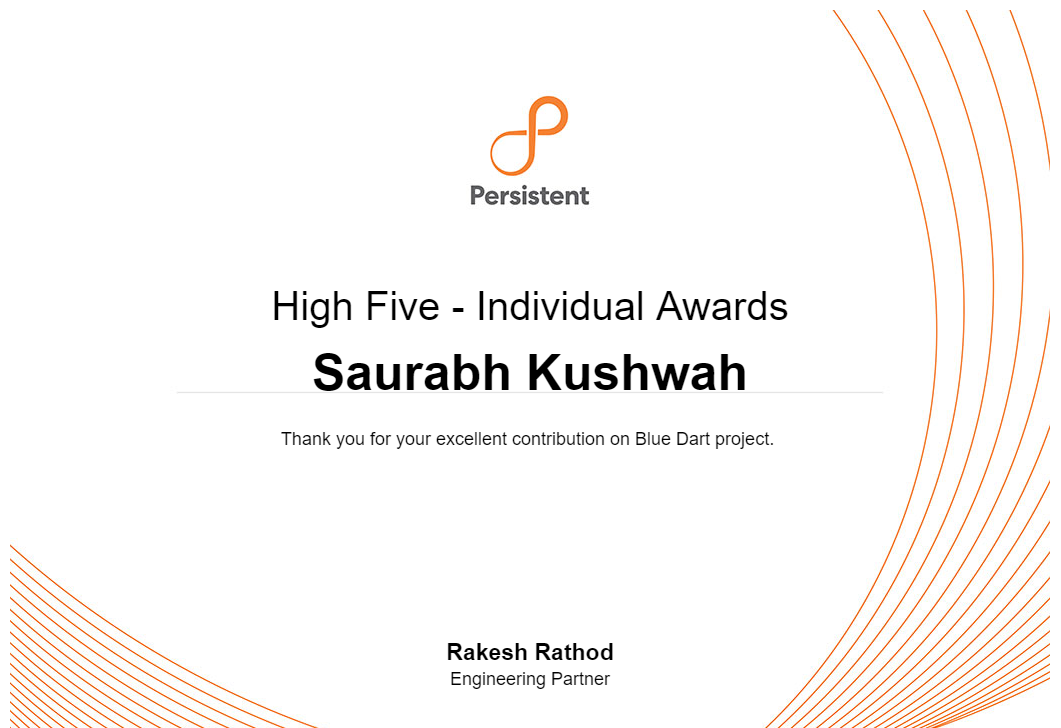 Persistent
High Five - Individual Awards
Saurabh Kushwah
Thank you for your excellent contribution on Blue Dart project.
Rakesh Rathod
Engineering Partner